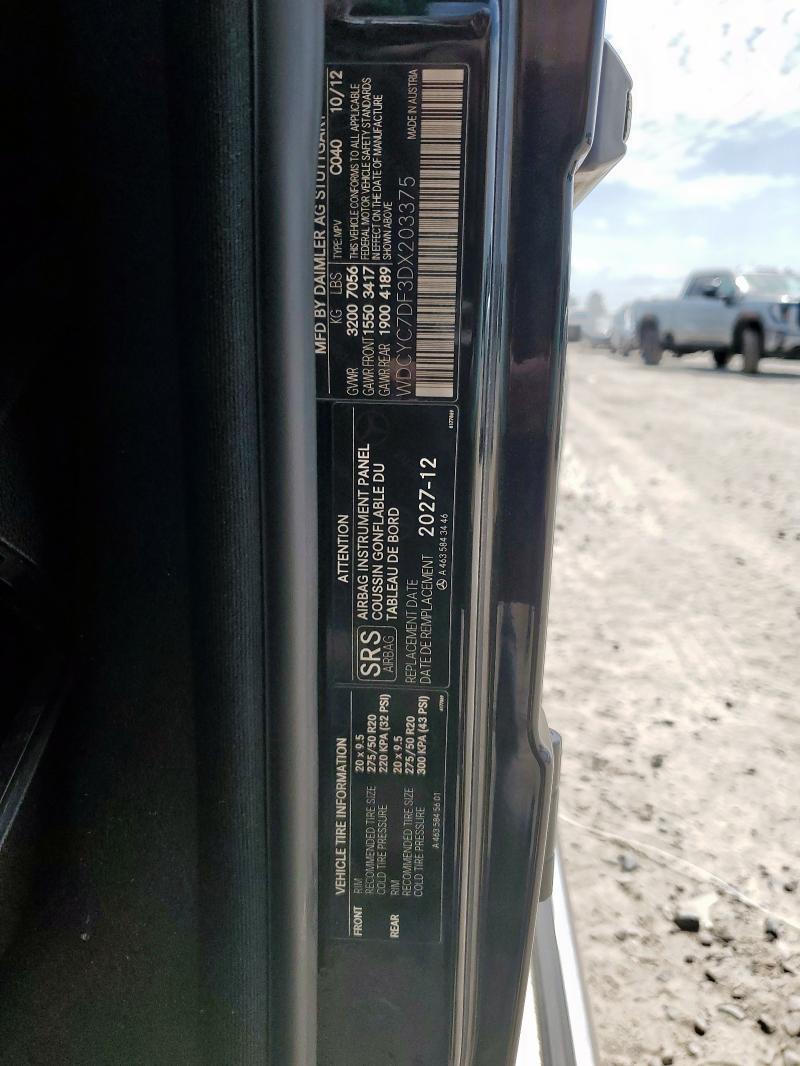 MFD BY DAIMLER AG STUTTGART
KG LBS TYPE: MPV C040 10/12
GVWR 3200 7056 THIS VEHICLE CONFORMS TO ALL APPLICABLE
GAWR FRONT 1550 3417 FEDERAL MOTOR VEHICLE SAFETY STANDARDS
GAWR REAR 1900 4189 IN EFFECT ON THE DATE OF MANUFACTURE
SHOWN ABOVE
WDCYC7DF3DX203375 MADE IN AUSTRIA
ATTENTION
SRS AIRBAG
AIRBAG INSTRUMENT PANEL
COUSSIN GONFLABLE DU
TABLEAU DE BORD
REPLACEMENT DATE
DATE DE REMPLACEMENT 2027-12
A 463 584 34 46
VEHICLE TIRE INFORMATION
FRONT RIM 20 x 9.5
RECOMMENDED TIRE SIZE 275/50 R20
COLD TIRE PRESSURE 220 KPA (32 PSI)
REAR RIM 20 x 9.5
RECOMMENDED TIRE SIZE 275/50 R20
COLD TIRE PRESSURE 300 KPA (43 PSI)
A 463 584 56 01